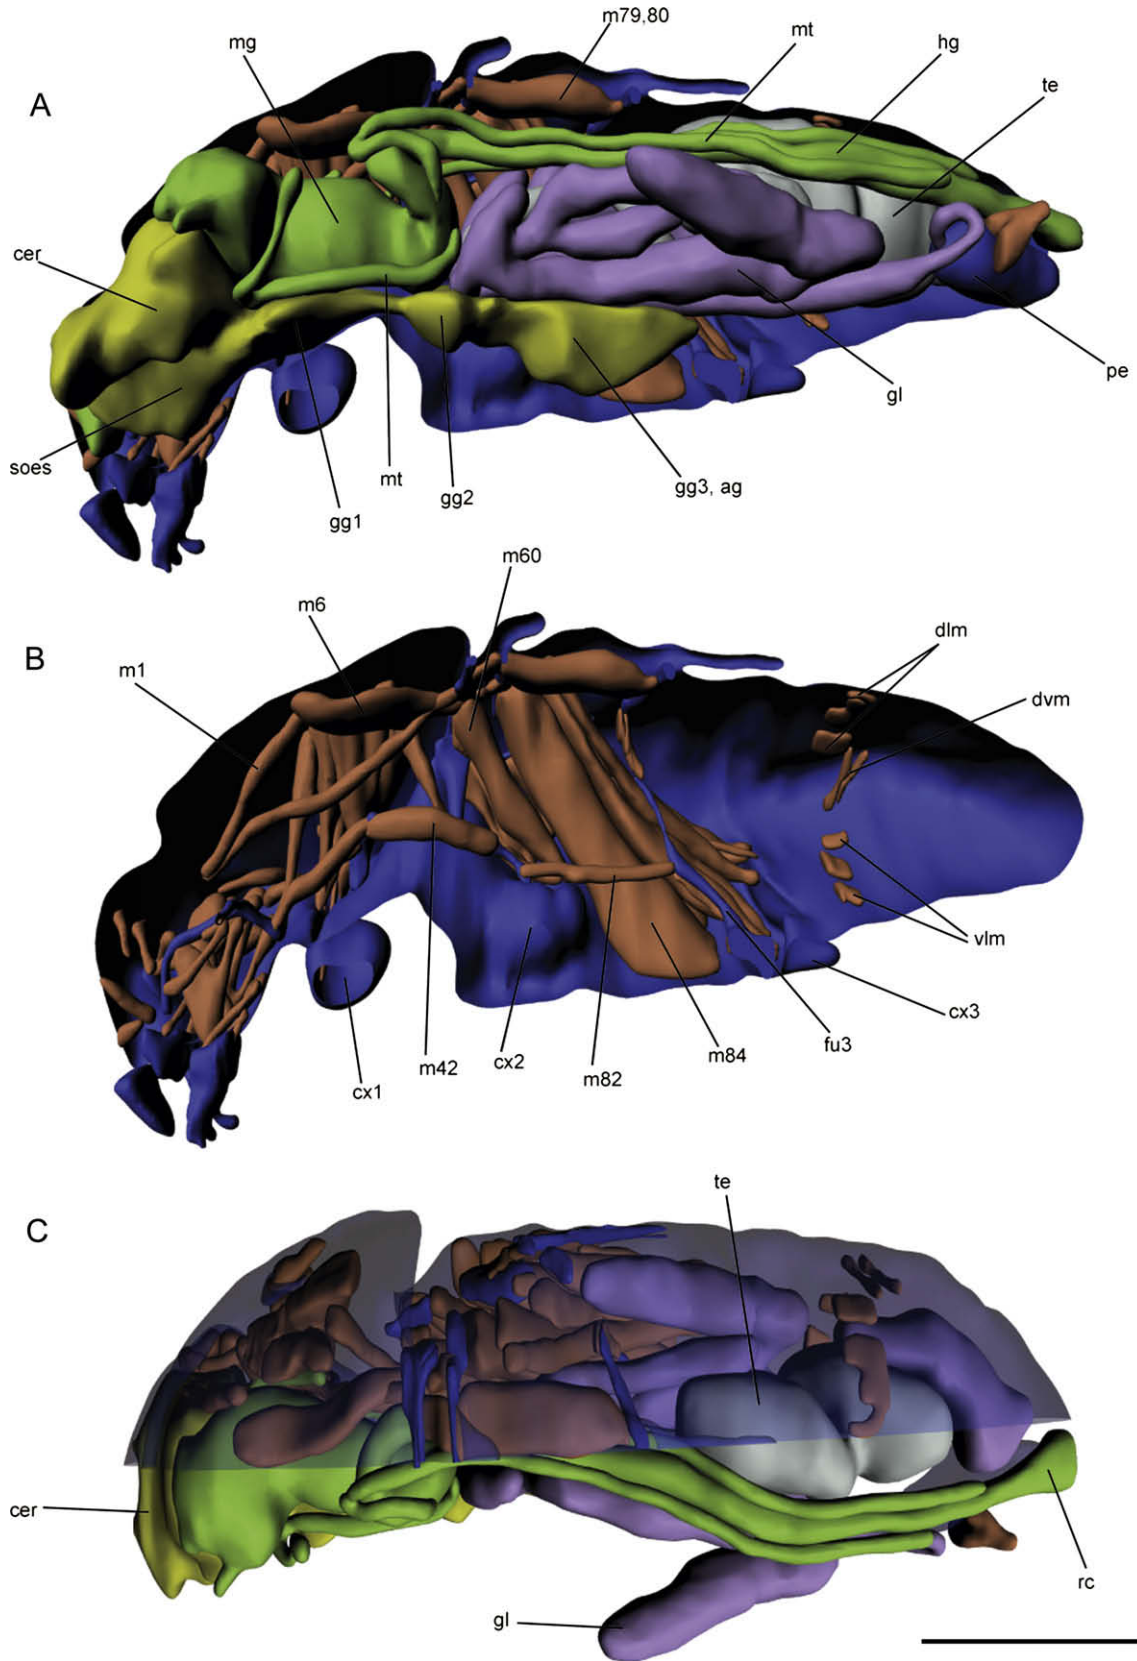 m79,80
mg
mt
hg
te
A
cer
soes
gg1
mt
gg2
gg3, ag
gl
pe
m60
m6
B
m1
dlm
dvm
vlm
cx3
fu3
m84
m82
cx2
m42
cx1
te
C
cer
gl
rc